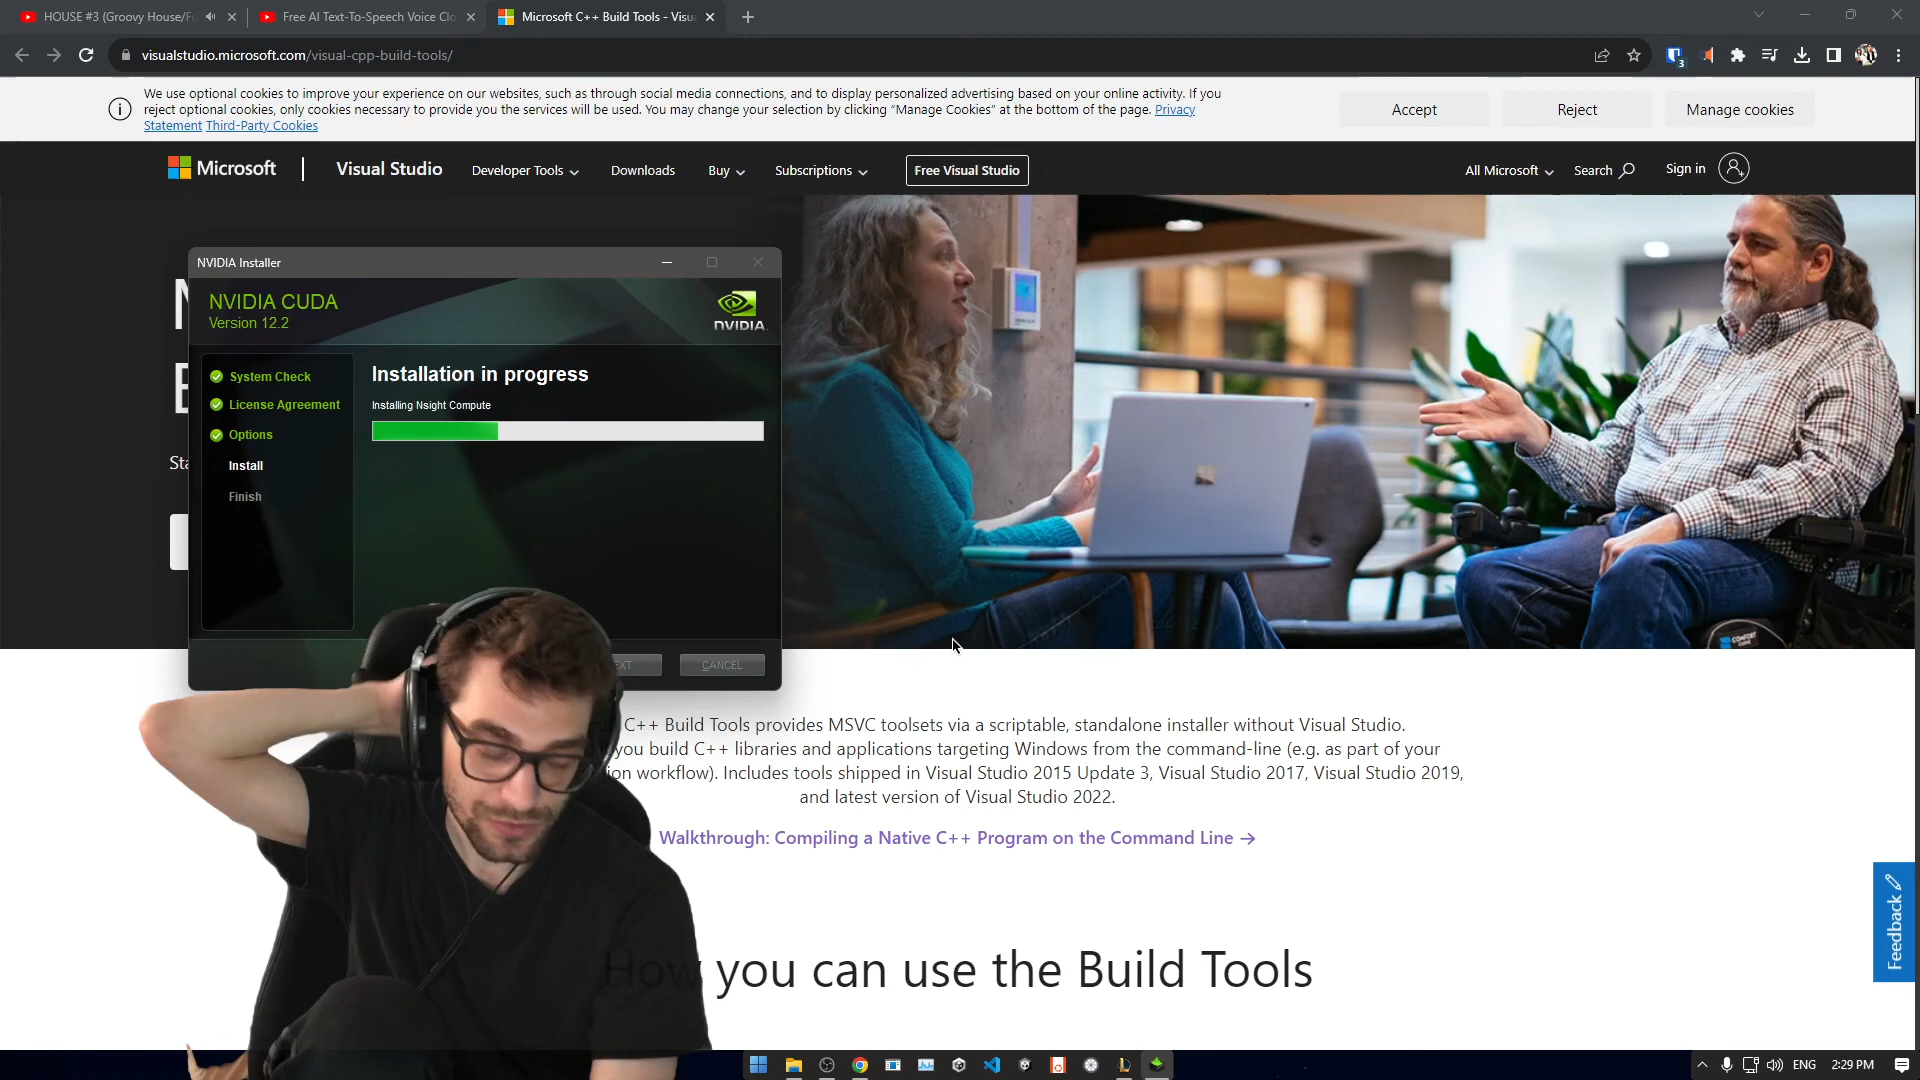 HOUSE #3 (Groovy House/F
Free AI Text-To-Speech Voice Clo
Microsoft C++ Build Tools - Visu
visualstudio.microsoft.com/visual-cpp-build-tools/
3
We use optional cookies to improve your experience on our websites, such as through social media connections, and to display personalized advertising based on your online activity. If you
reject optional cookies, only cookies necessary to provide you the services will be used. You may change your selection by clicking “Manage Cookies” at the bottom of the page. Privacy
Statement Third-Party Cookies
Accept
Reject
Manage cookies
Microsoft
Visual Studio
Developer Tools
Downloads
Buy
Subscriptions
Free Visual Studio
All Microsoft
Search
Sign in
NVIDIA Installer
NVIDIA CUDA
Version 12.2
NVIDIA.
System Check
License Agreement
Options
Install
Finish
Installation in progress
Installing Nsight Compute
EXT
CANCEL
Sta
C++ Build Tools provides MSVC toolsets via a scriptable, standalone installer without Visual Studio.
you build C++ libraries and applications targeting Windows from the command-line (e.g. as part of your
ion workflow). Includes tools shipped in Visual Studio 2015 Update 3, Visual Studio 2017, Visual Studio 2019,
and latest version of Visual Studio 2022.
Walkthrough: Compiling a Native C++ Program on the Command Line →
Feedback
How you can use the Build Tools
ENG
2:29 PM